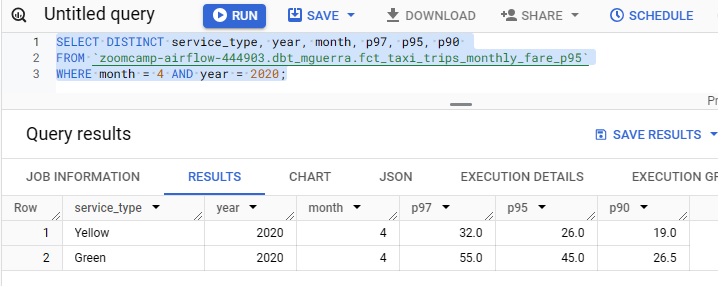 Untitled query RUN SAVE DOWNLOAD SHARE SCHEDULE
1 SELECT DISTINCT service_type, year, month, p97, p95, p90
2 FROM `zoomcamp-airflow-444903.dbt_mguerra.fct_taxi_trips_monthly_fare_p95`
3 WHERE month = 4 AND year = 2020;
Pr
Query results SAVE RESULTS
JOB INFORMATION RESULTS CHART JSON EXECUTION DETAILS EXECUTION GR
Row service_type year month p97 p95 p90
1 Yellow 2020 4 32.0 26.0 19.0
2 Green 2020 4 55.0 45.0 26.5